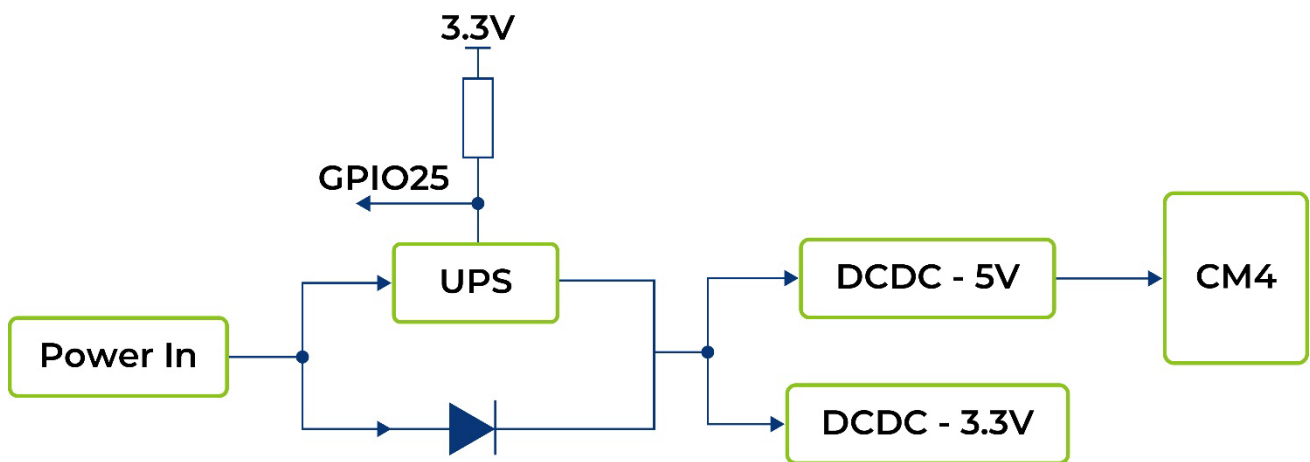 3.3V
GPIO25
UPS
DCDC - 5V
CM4
Power In
DCDC - 3.3V